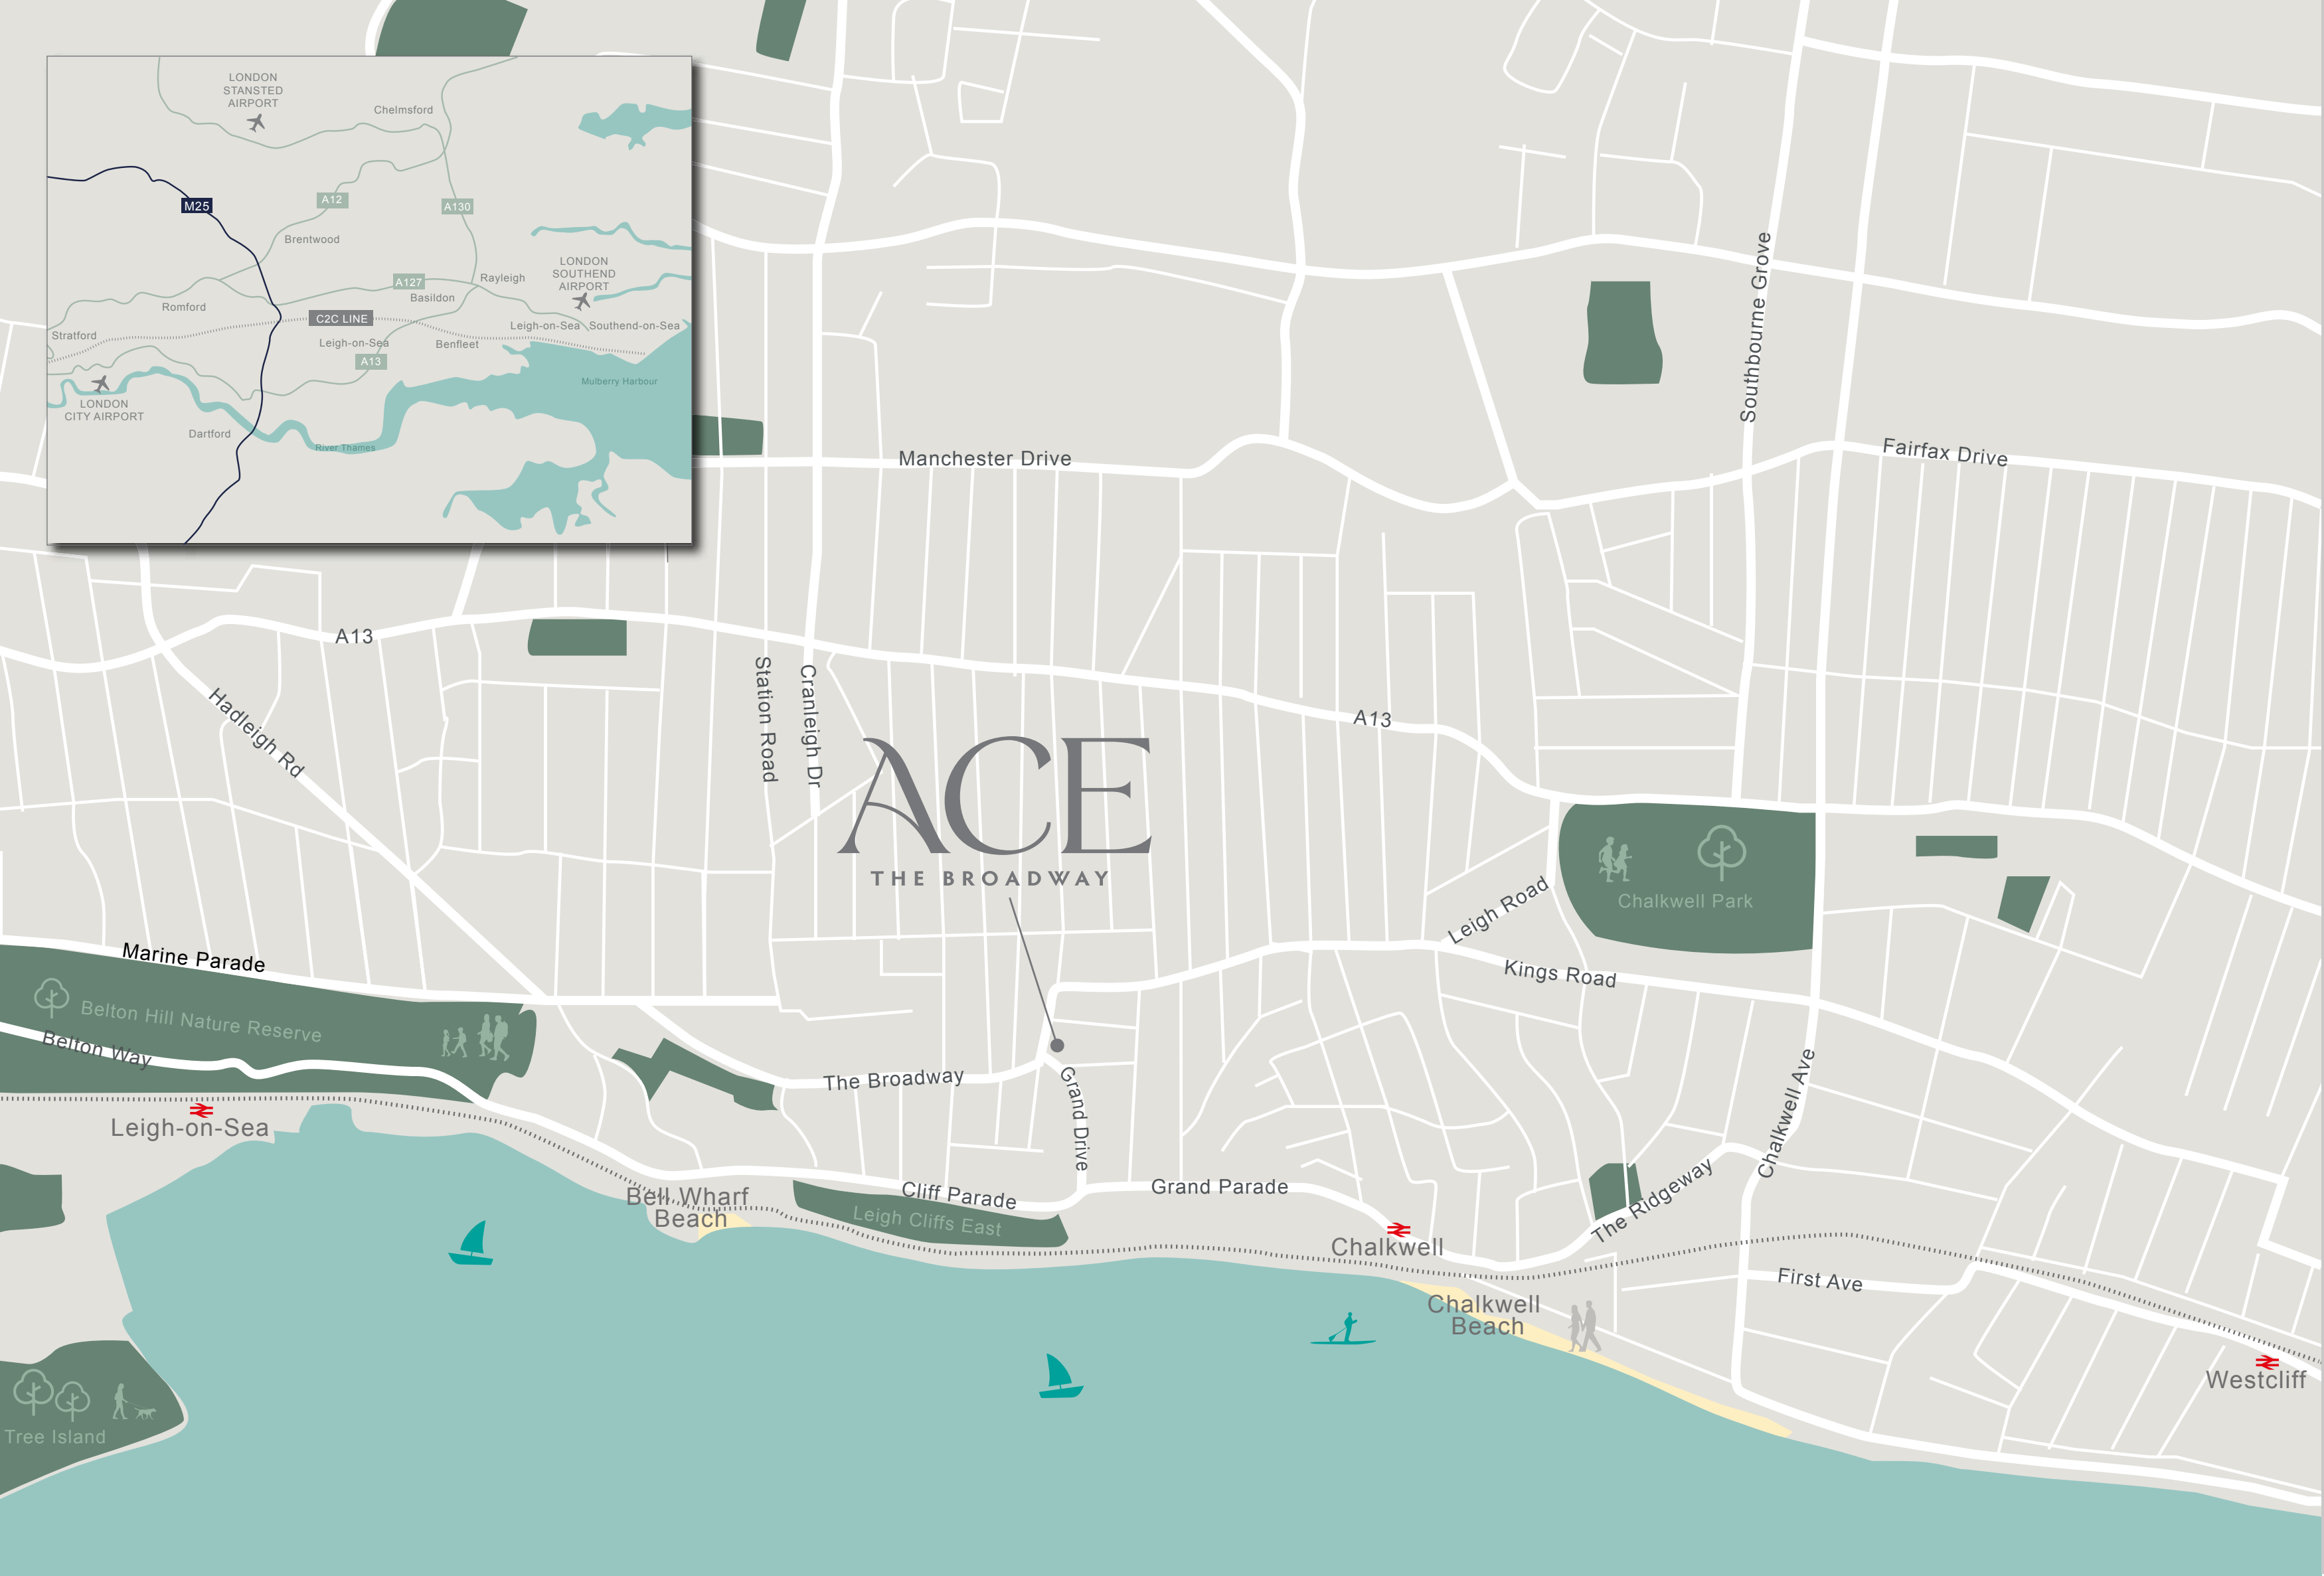 LONDON
STANSTED
AIRPORT
Chelmsford
M25
A12
A130
Brentwood
LONDON
SOUTHEND
AIRPORT
A127
Rayleigh
Basildon
Romford
C2C LINE
Stratford
Leigh-on-Sea
Southend-on-Sea
Leigh-on-Sea
Benfleet
A13
Mulberry Harbour
LONDON
CITY AIRPORT
Dartford
River Thames
Southbourne Grove
Manchester Drive
Fairfax Drive
A13
Station Road
Cranleigh Dr
Hadleigh Rd
A13
ACE
THE BROADWAY
Chalkwell Park
Leigh Road
Kings Road
Marine Parade
Belton Hill Nature Reserve
Belton Way
The Broadway
Grand Drive
Chalkwell Ave
Leigh-on-Sea
Bell Wharf
Beach
Cliff Parade
Grand Parade
The Ridgeway
Leigh Cliffs East
Chalkwell
First Ave
Chalkwell
Beach
Westcliff
Tree Island